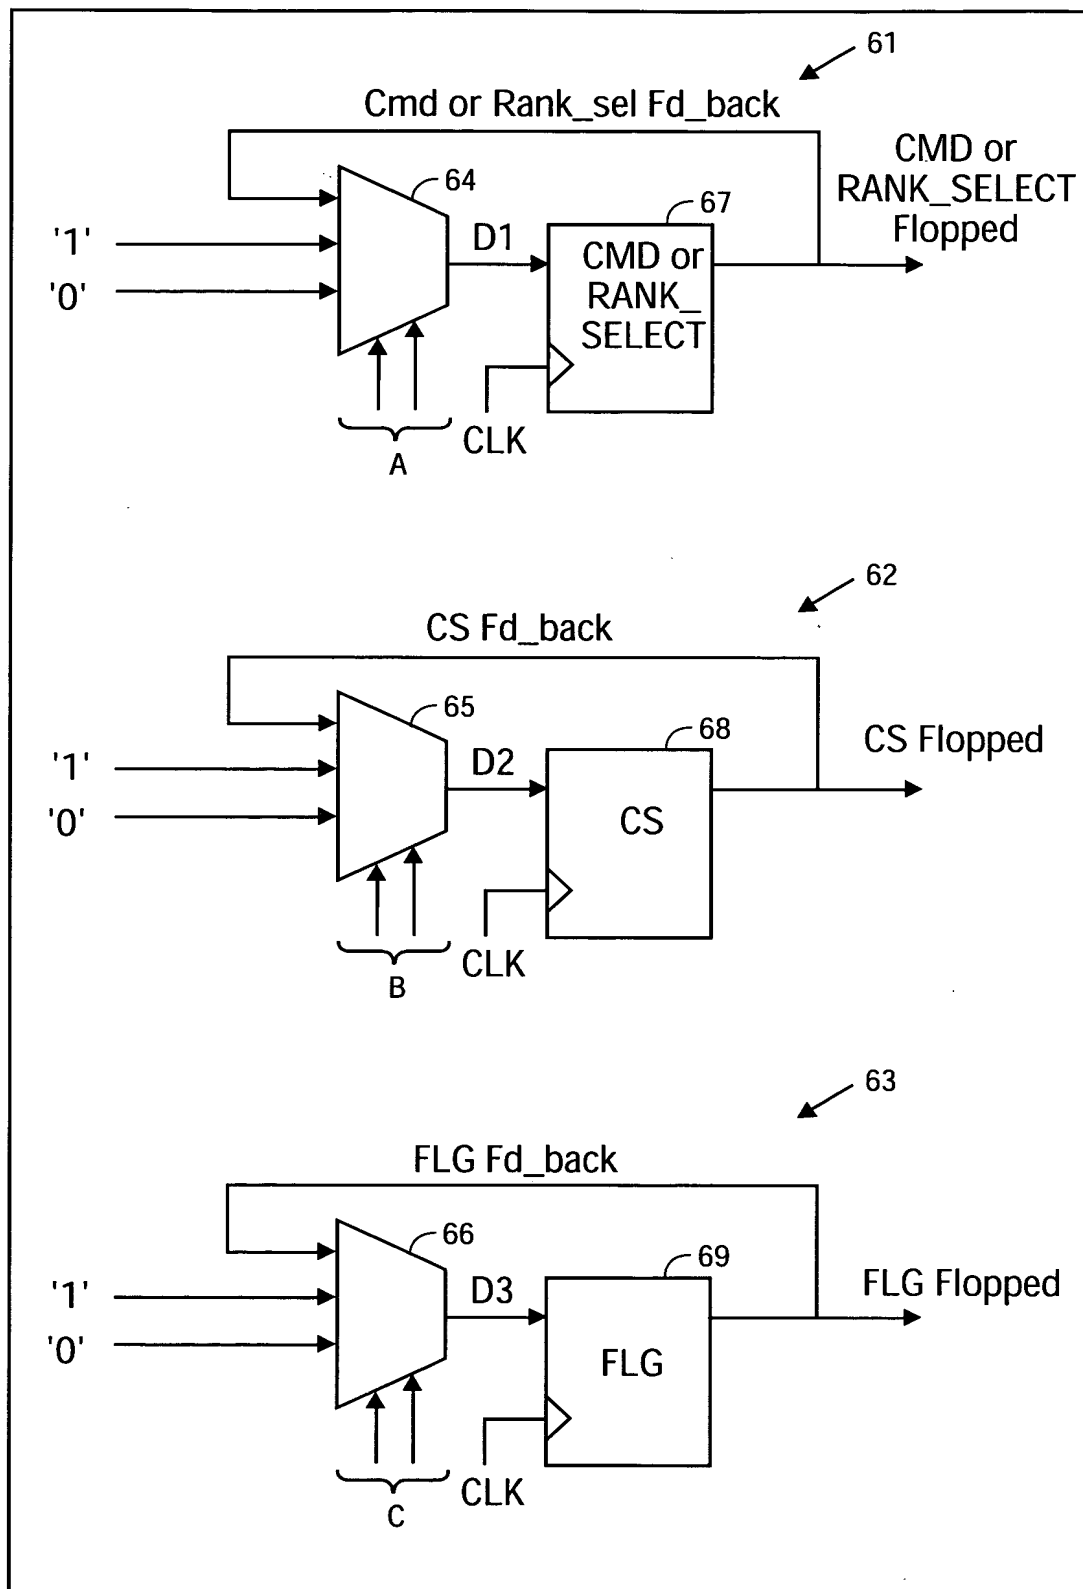 61
Cmd or Rank_sel Fd_back
CMD or
RANK_SELECT
Flopped
64
67
'1'
D1
CMD or
RANK_
SELECT
'0'
CLK
A
62
CS Fd_back
65
68
CS Flopped
'1'
D2
'0'
CS
CLK
B
63
FLG Fd_back
66
69
FLG Flopped
'1'
D3
'0'
FLG
CLK
C